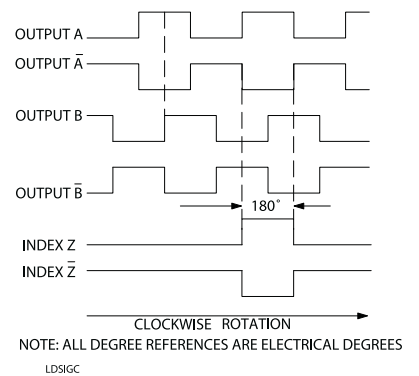 OUTPUT A
OUTPUT A̅
OUTPUT B
OUTPUT B̅
180°
INDEX Z
INDEX Z̅
CLOCKWISE ROTATION
NOTE: ALL DEGREE REFERENCES ARE ELECTRICAL DEGREES
LDSIGC